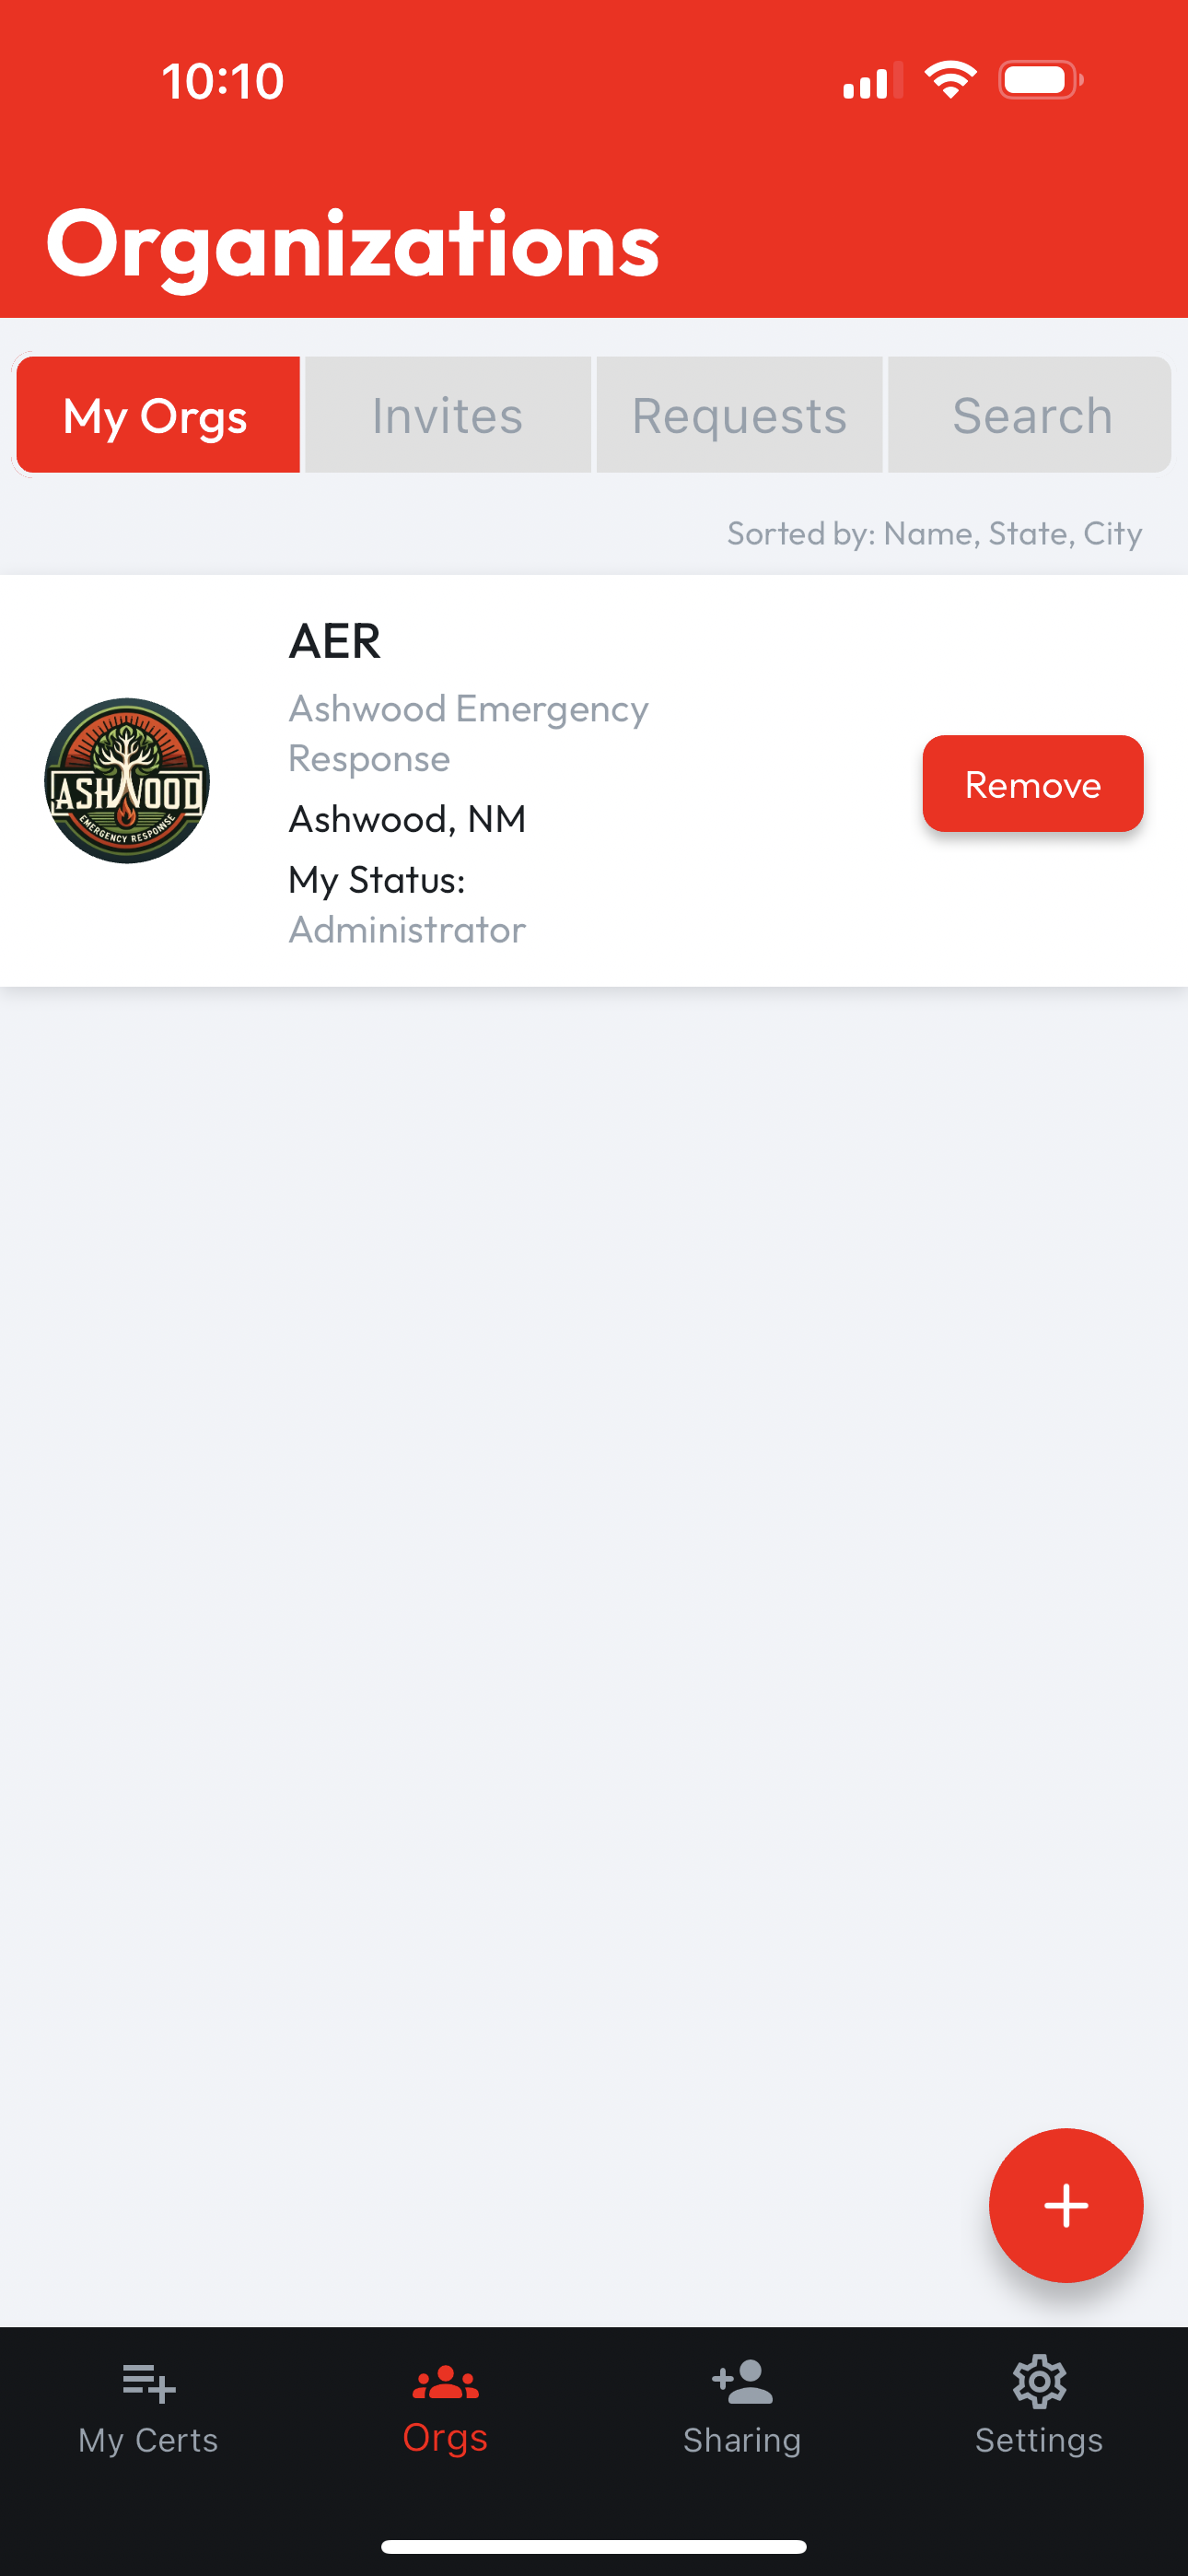 10:10
Organizations
My Orgs
Invites
Requests
Search
Sorted by: Name, State, City
AER
Ashwood Emergency
Response
ASHWOOD
EMERGENCY RESPONSE
Ashwood, NM
My Status:
Administrator
Remove
My Certs
Orgs
Sharing
Settings